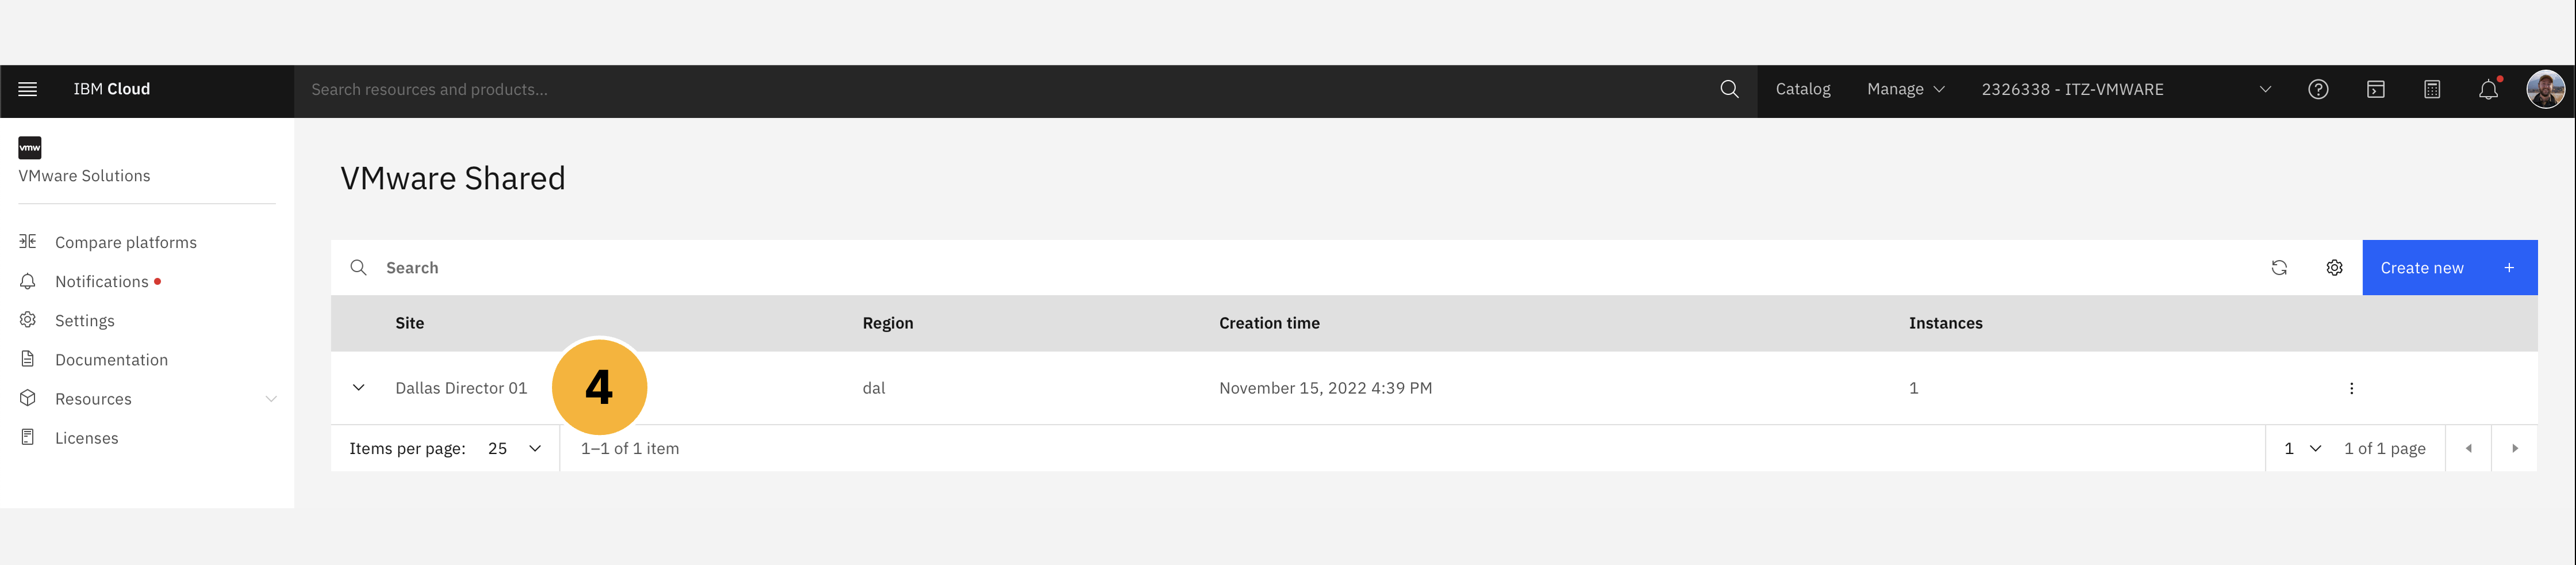 IBM Cloud
Search resources and products...
Catalog
Manage
2326338 - ITZ-VMWARE
vmw
VMware Solutions
Compare platforms
Notifications
Settings
Documentation
Resources
Licenses
VMware Shared
Search
Create new +
Site Region Creation time Instances
Dallas Director 01 4 dal November 15, 2022 4:39 PM 1
Items per page: 25 1–1 of 1 item 1 1 of 1 page